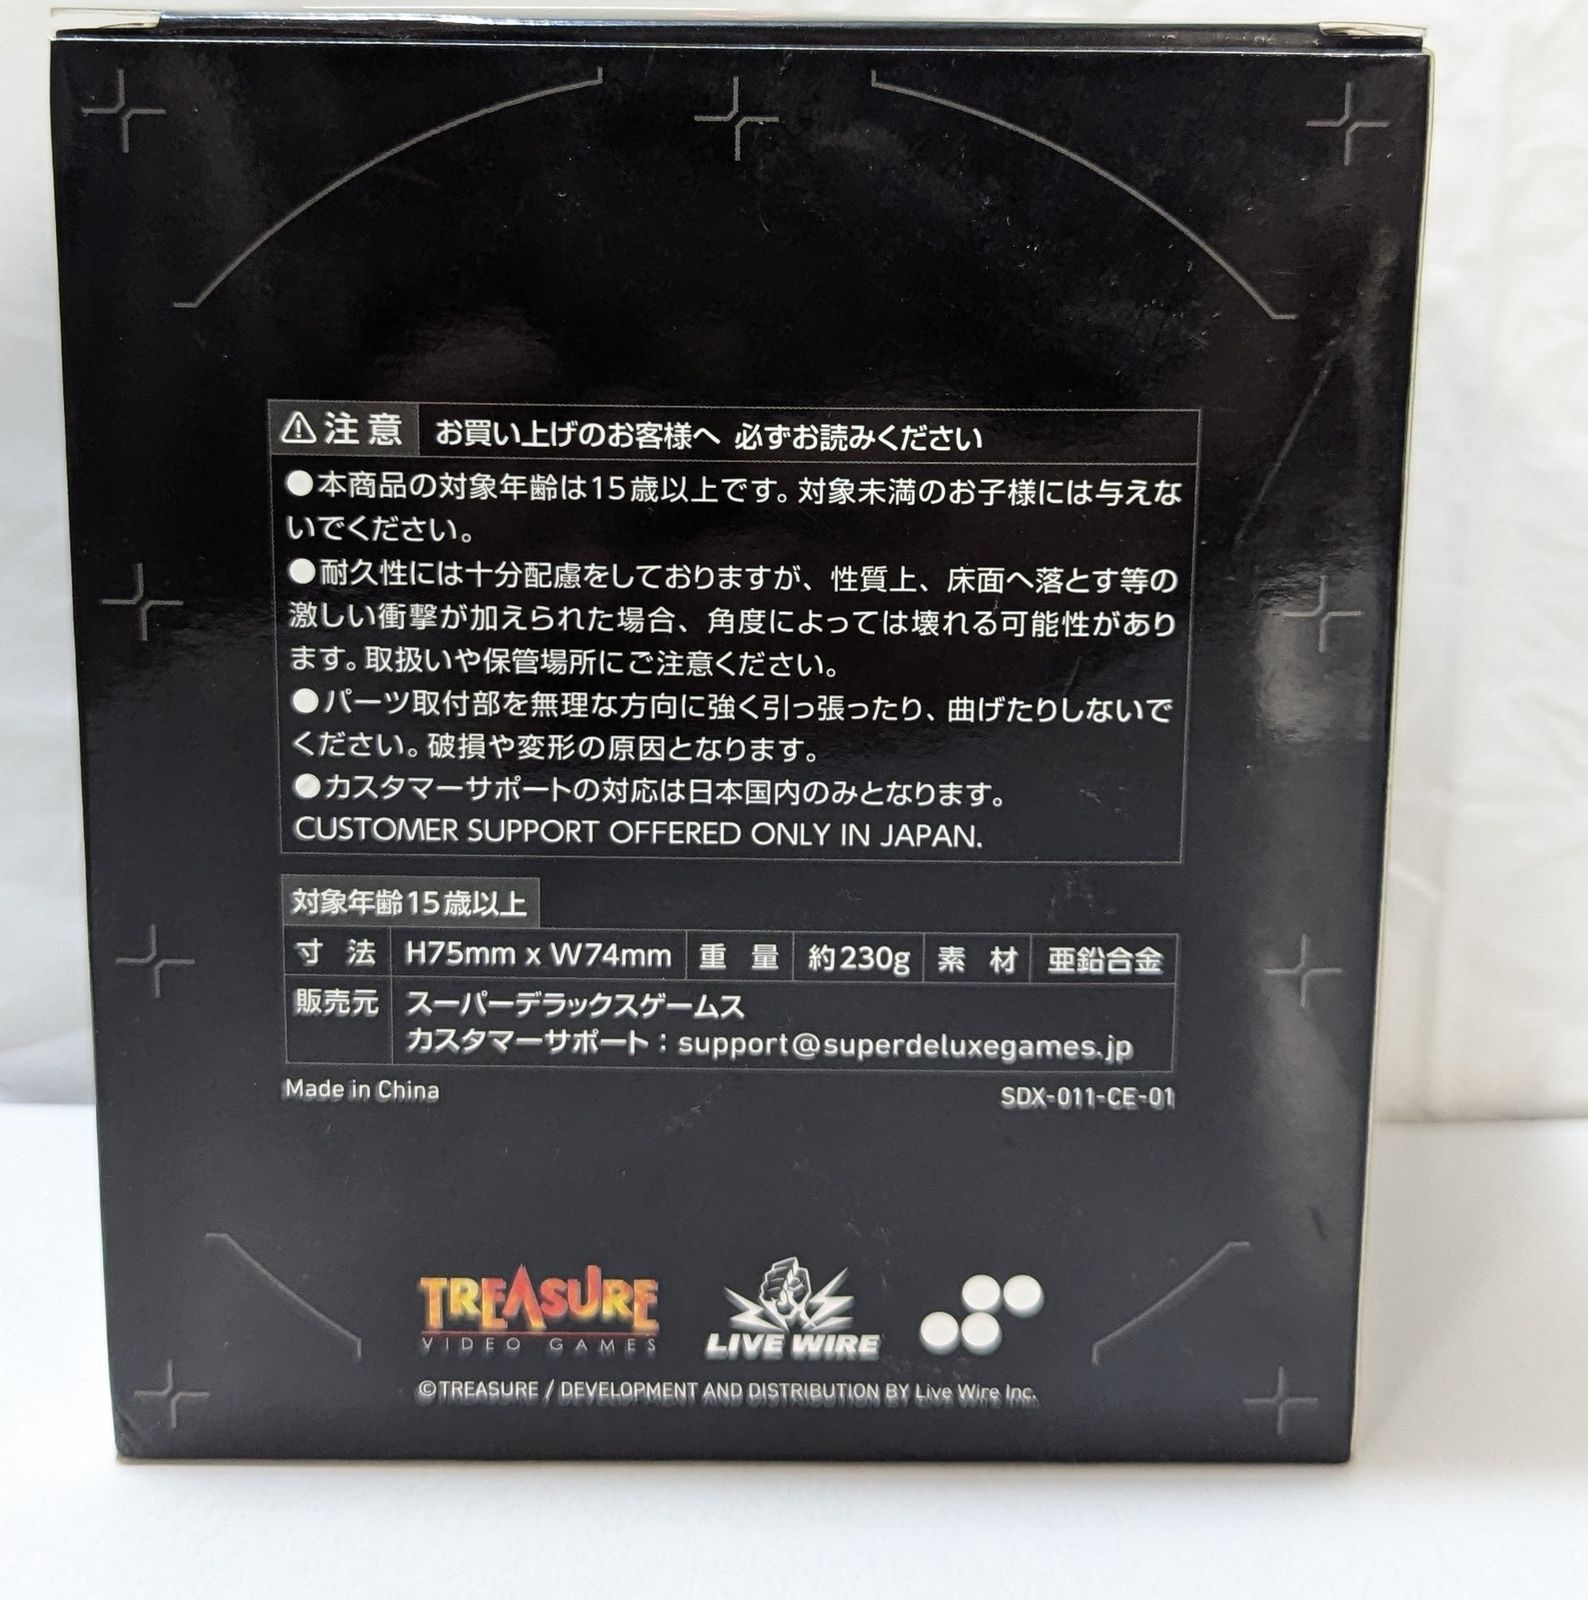 ⚠注意 お買い上げのお客様へ 必ずお読みください
●本商品の対象年齢は15歳以上です。対象未満のお子様には与えな
いでください。
●耐久性には十分配慮をしておりますが、性質上、床面へ落とす等の
激しい衝撃が加えられた場合、角度によっては壊れる可能性があり
ます。取扱いや保管場所にご注意ください。
●パーツ取付部を無理な方向に強く引っ張ったり、曲げたりしないで
ください。破損や変形の原因となります。
●カスタマーサポートの対応は日本国内のみとなります。
CUSTOMER SUPPORT OFFERED ONLY IN JAPAN.
対象年齢15歳以上
寸法 H75mm x W74mm 重量 約230g 素材 亜鉛合金
販売元 スーパーデラックスゲームス
カスタマーサポート：support@superdeluxegames.jp
Made in China SDX-011-CE-01
TREASURE
VIDEO GAMES
LIVE WIRE
©TREASURE / DEVELOPMENT AND DISTRIBUTION BY Live Wire Inc.